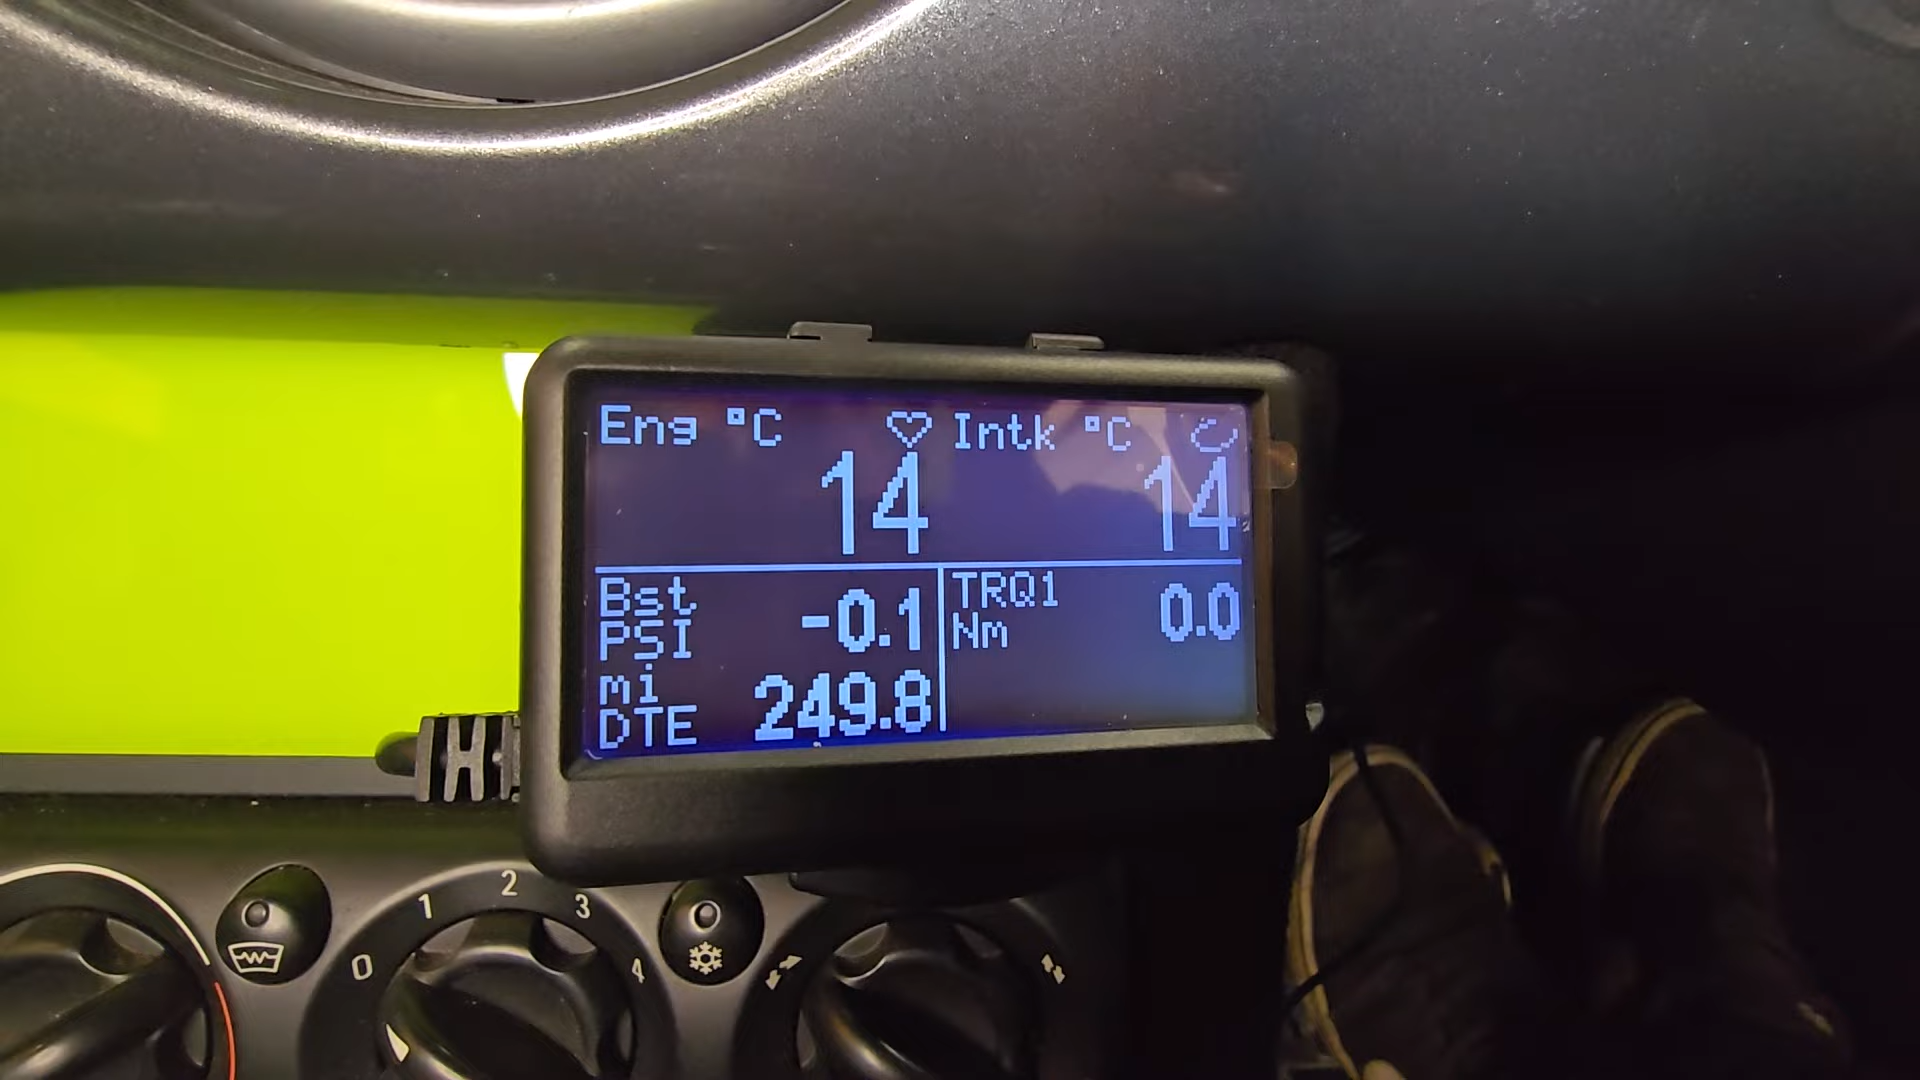 Eng °C Intk °C
14 14
Bst PSI -0.1
TRQ1 Nm 0.0
mi DTE 249.8
0 1 2 3 4